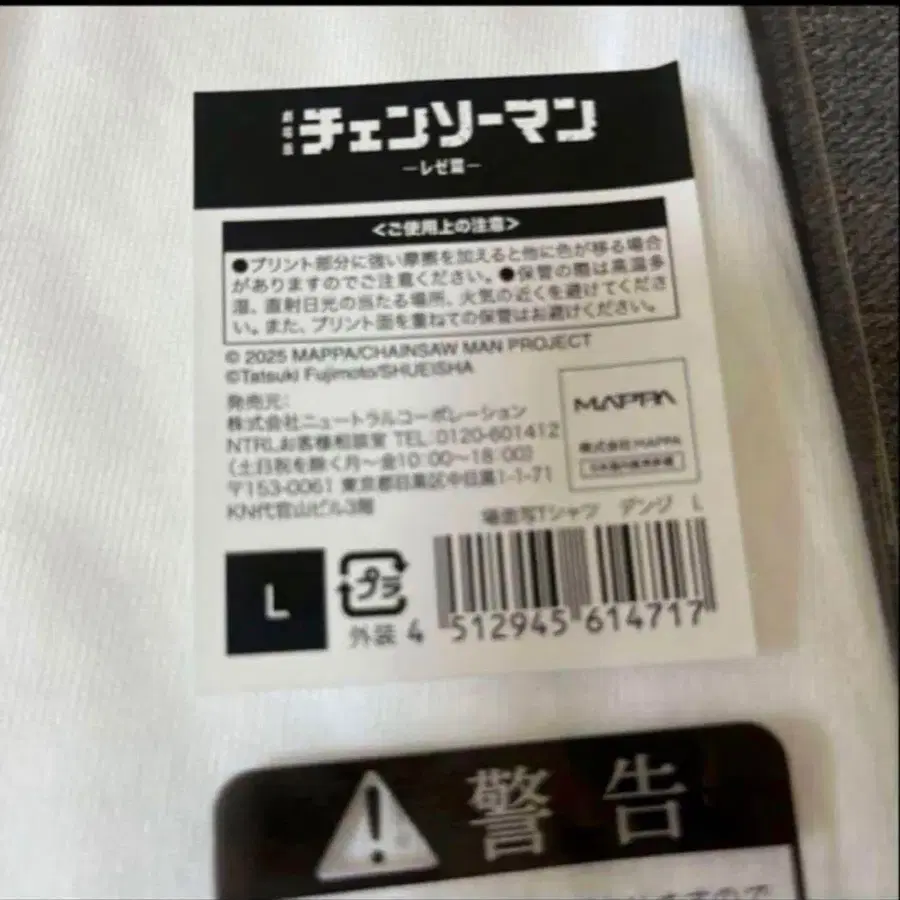 劇場版 チェンソーマン
―レゼ篇―
<ご使用上の注意>
●プリント部分に強い摩擦を加えると他に色が移る場合
がありますのでご注意ください。●保管の際は高温多
湿、直射日光の当たる場所、火気の近くを避けてくださ
い。また、プリント面を重ねての保管はお避けください。
© 2025 MAPPA/CHAINSAW MAN PROJECT
©Tatsuki Fujimoto/SHUEISHA
発売元:
株式会社ニュートラルコーポレーション
NTRLお客様相談室 TEL:0120-601412
(土日祝を除く月～金10:00～18:00)
〒153-0061 東京都目黒区中目黒1-1-71
KN代官山ビル3階
MAPPA
株式会社MAPPA
場面写Tシャツ デンジ L
L
プラ
外装
4 512945 614717
警告